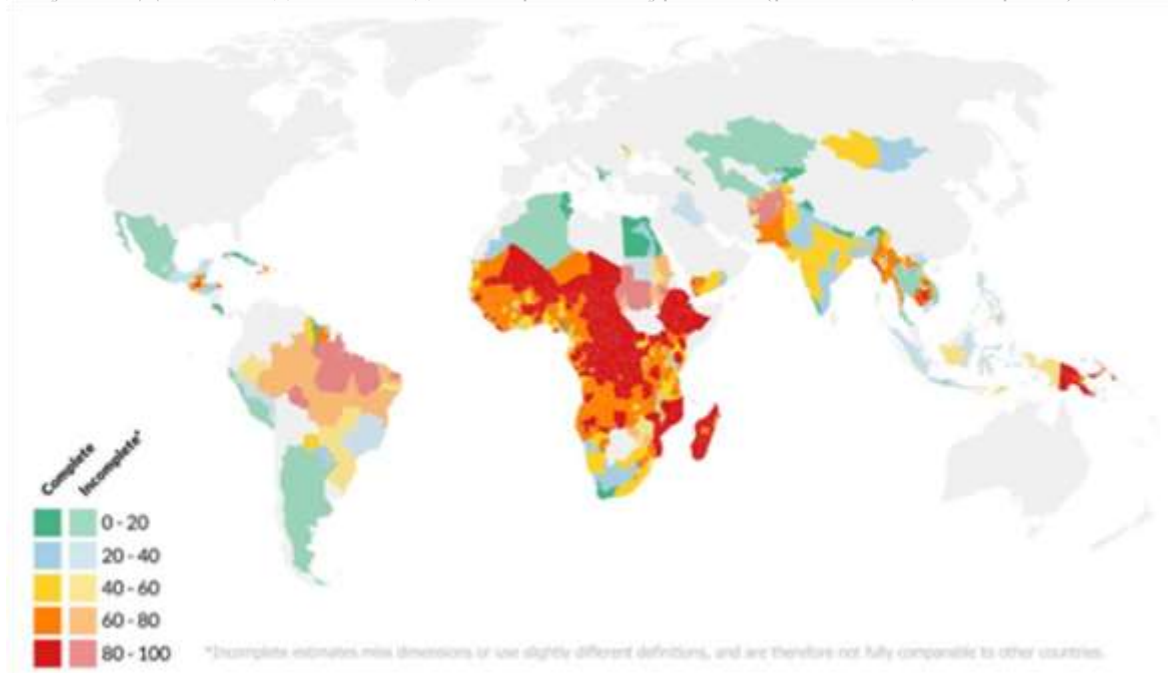 Complete
Incomplete*
0 - 20
20 - 40
40 - 60
60 - 80
80 - 100
*Incomplete estimates miss dimensions or use slightly different definitions, and are therefore not fully comparable to other countries.